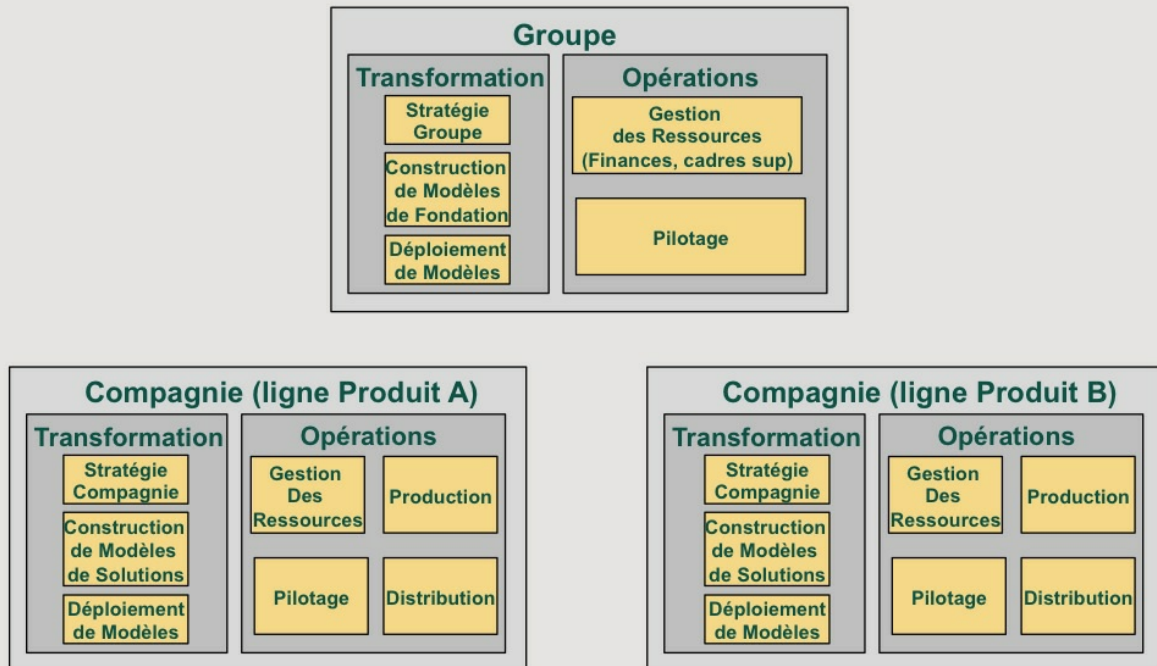 Groupe
Transformation
Stratégie
Groupe
Construction
de Modèles
de Fondation
Déploiement
de Modèles
Opérations
Gestion
des Ressources
(Finances, cadres sup)
Pilotage
Compagnie (ligne Produit A)
Transformation
Stratégie
Compagnie
Construction
de Modèles
de Solutions
Déploiement
de Modèles
Opérations
Gestion
Des
Ressources
Production
Pilotage
Distribution
Compagnie (ligne Produit B)
Transformation
Stratégie
Compagnie
Construction
de Modèles
de Solutions
Déploiement
de Modèles
Opérations
Gestion
Des
Ressources
Production
Pilotage
Distribution